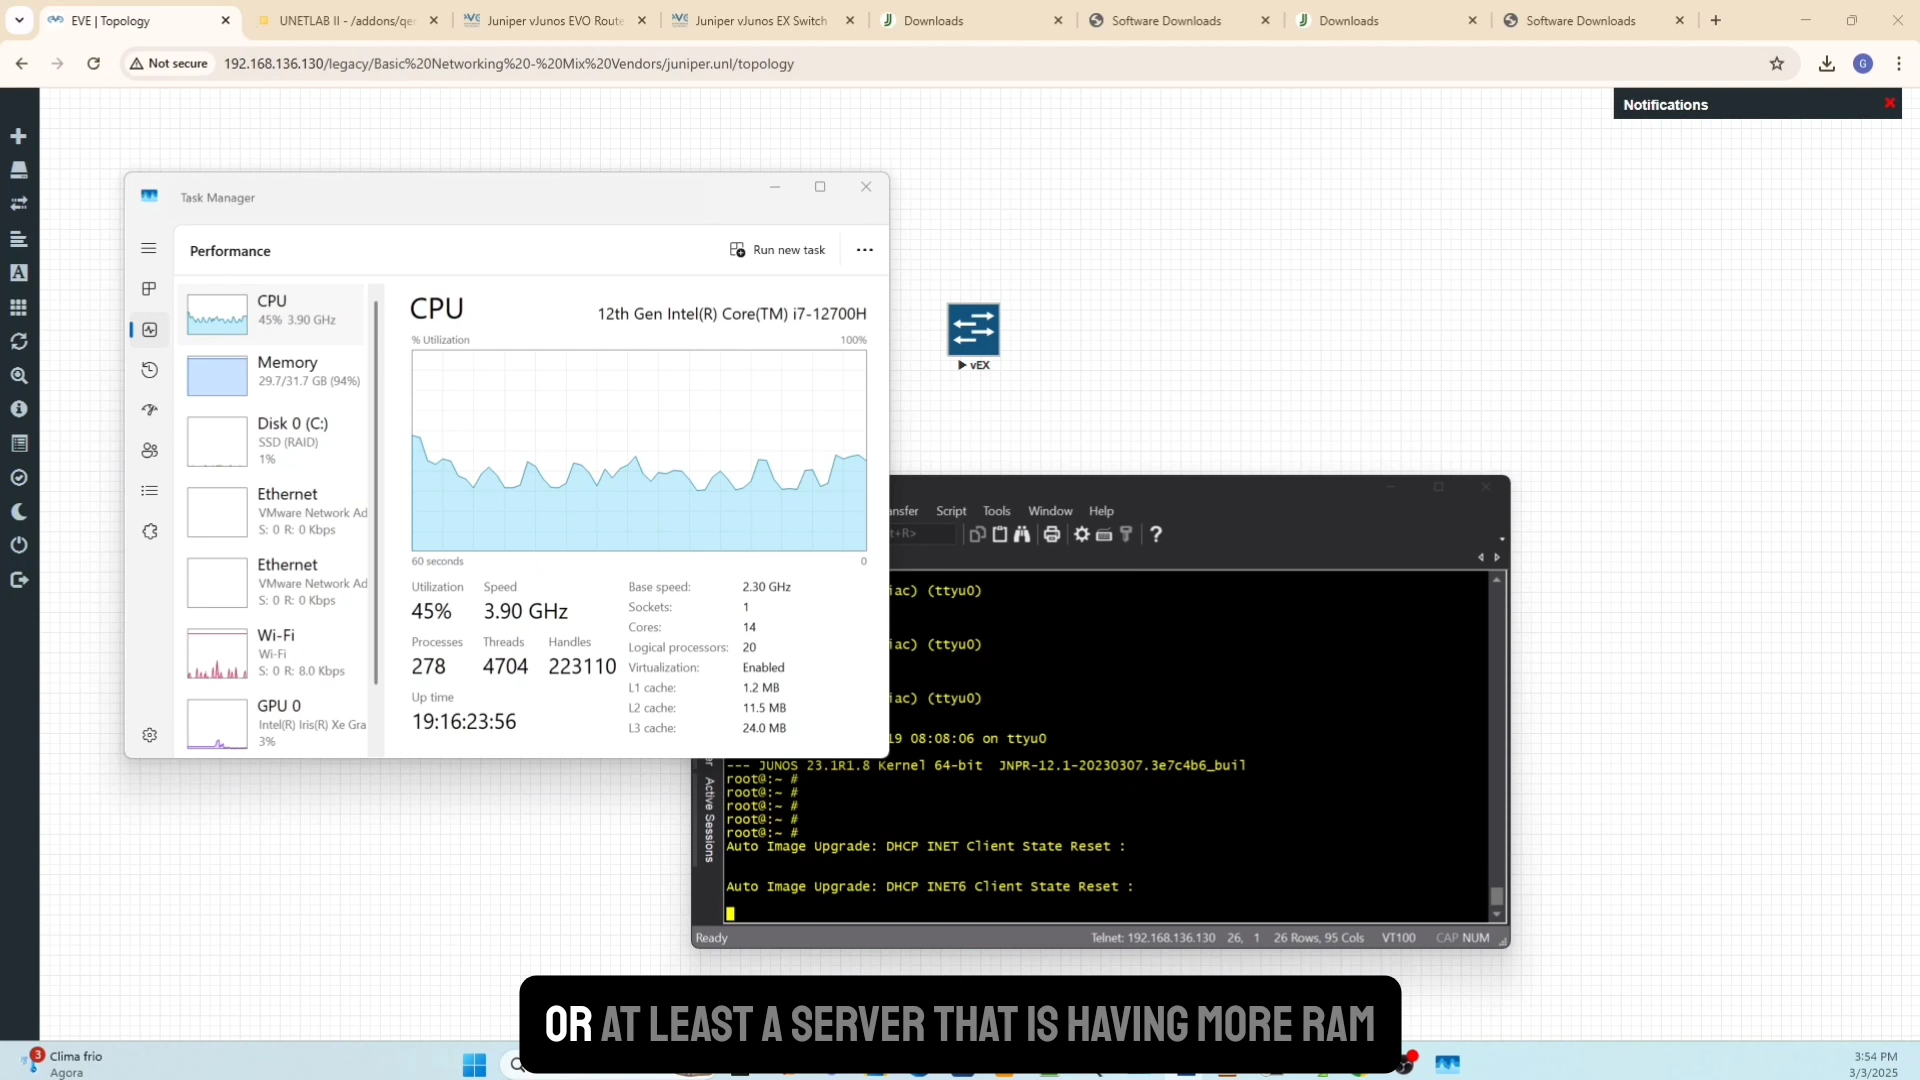 EVE | Topology
UNETLAB II - /addons/qe
Juniper vJunos EVO Route
Juniper vJunos EX Switch
Downloads
Software Downloads
Downloads
Software Downloads
Not secure
192.168.136.130/legacy/Basic%20Networking%20-%20Mix%20Vendors/juniper.unl/topology
G
Notifications
Task Manager
Performance
Run new task
CPU
45% 3.90 GHz
Memory
29.7/31.7 GB (94%)
Disk 0 (C:)
SSD (RAID)
1%
Ethernet
VMware Network Ad
S: 0 R: 0 Kbps
Ethernet
VMware Network Ad
S: 0 R: 0 Kbps
Wi-Fi
Wi-Fi
S: 0 R: 8.0 Kbps
GPU 0
Intel(R) Iris(R) Xe Gra
3%
CPU
12th Gen Intel(R) Core(TM) i7-12700H
% Utilization
100%
60 seconds
0
Utilization
Speed
45%
3.90 GHz
Processes
Threads
Handles
278
4704
223110
Up time
19:16:23:56
Base speed: 2.30 GHz
Sockets: 1
Cores: 14
Logical processors: 20
Virtualization: Enabled
L1 cache: 1.2 MB
L2 cache: 11.5 MB
L3 cache: 24.0 MB
vEX
ansfer Script Tools Window Help
t+R>
iac) (ttyu0)
iac) (ttyu0)
iac) (ttyu0)
19 08:08:06 on ttyu0
--- JUNOS 23.1R1.8 Kernel 64-bit JNPR-12.1-20230307.3e7c4b6_buil
root@:~ #
root@:~ #
root@:~ #
root@:~ #
root@:~ #
Auto Image Upgrade: DHCP INET Client State Reset :
Auto Image Upgrade: DHCP INET6 Client State Reset :
Active Sessions
Ready
Telnet: 192.168.136.130 26, 1 26 Rows, 95 Cols VT100 CAP NUM
OR AT LEAST A SERVER THAT IS HAVING MORE RAM
3
Clima frio
Agora
3:54 PM
3/3/2025